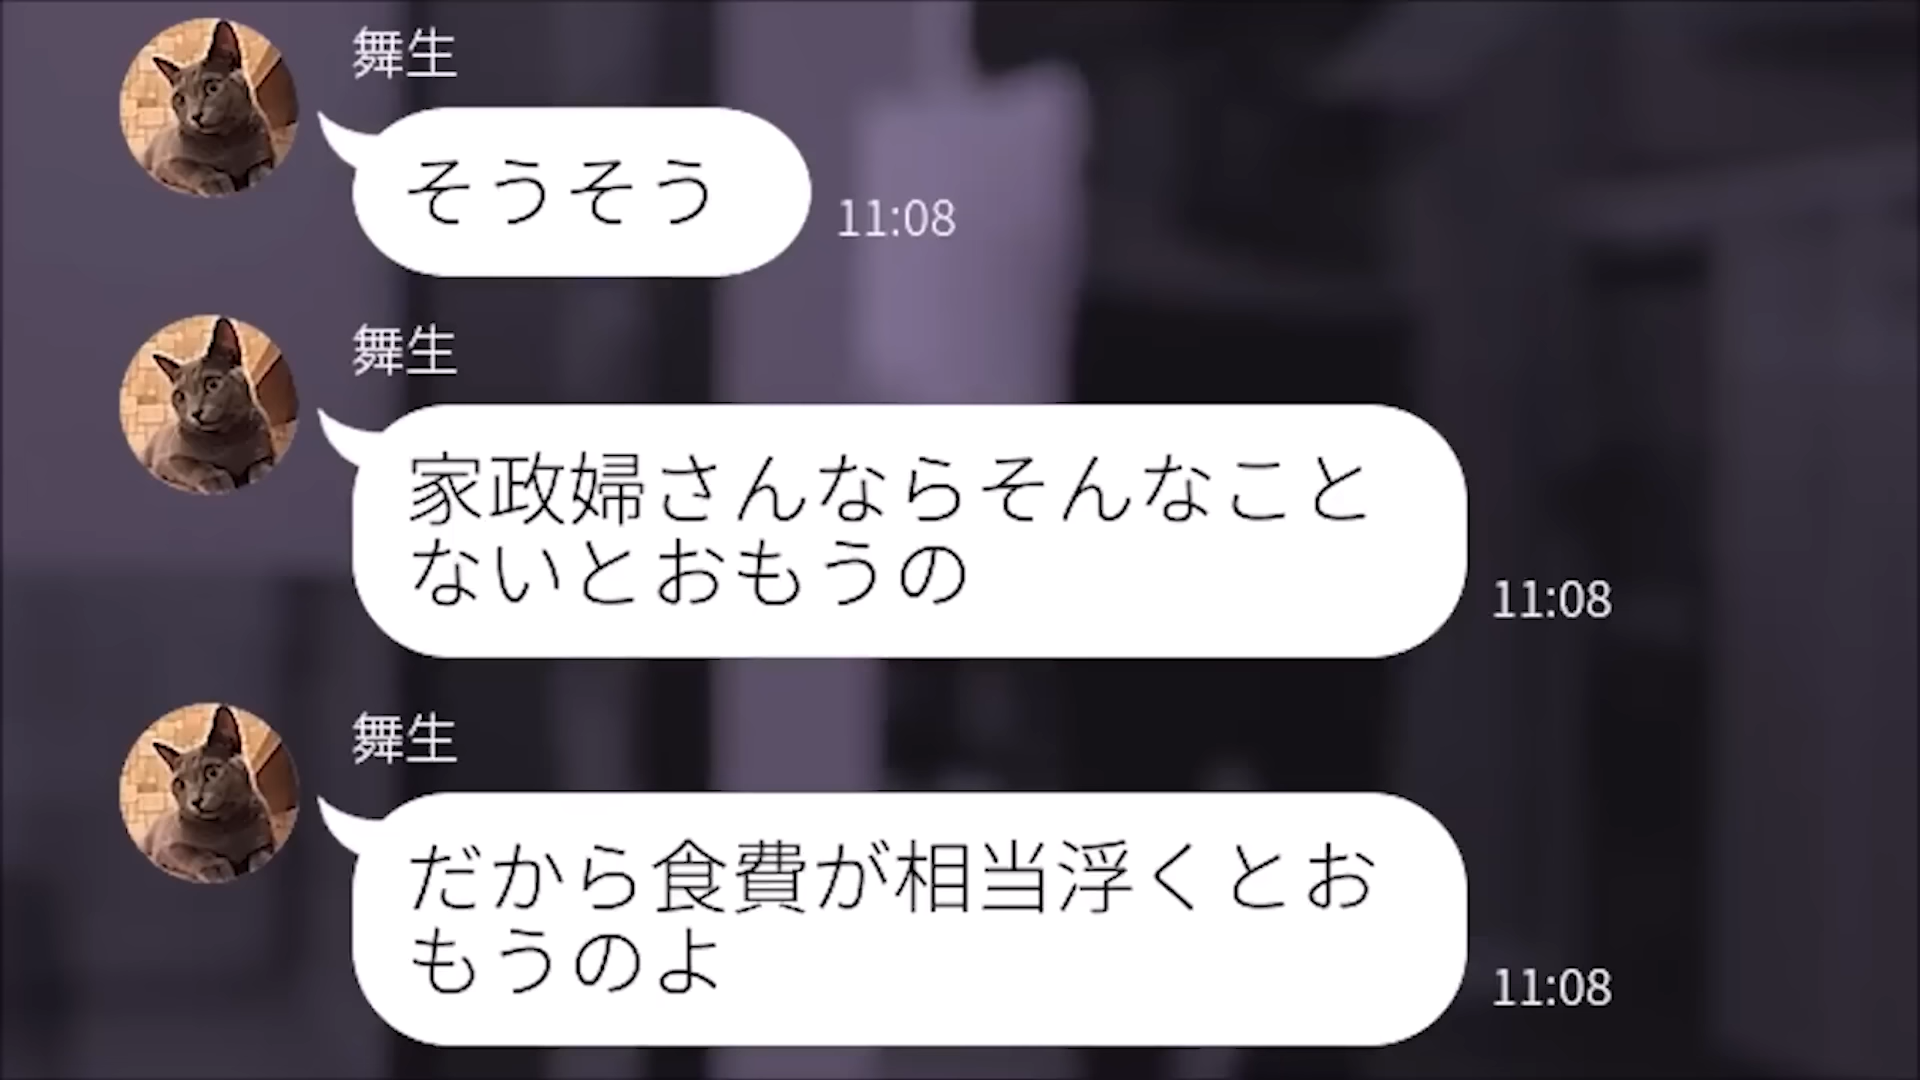 舞生
そうそう
11:08
舞生
家政婦さんならそんなこと
ないとおもうの
11:08
舞生
だから食費が相当浮くとお
もうのよ
11:08